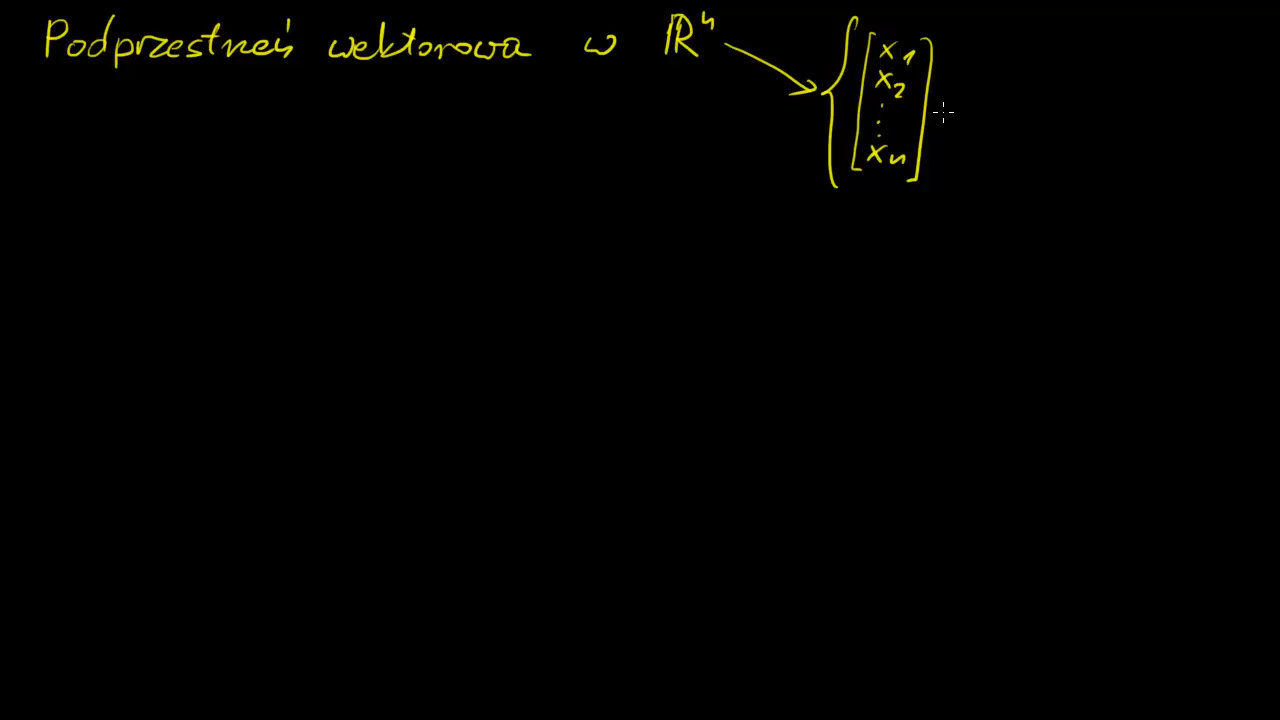 Podprzestrzeń wektorowa w ℝⁿ
{ [ x₁
x₂
⋮
xₙ ]